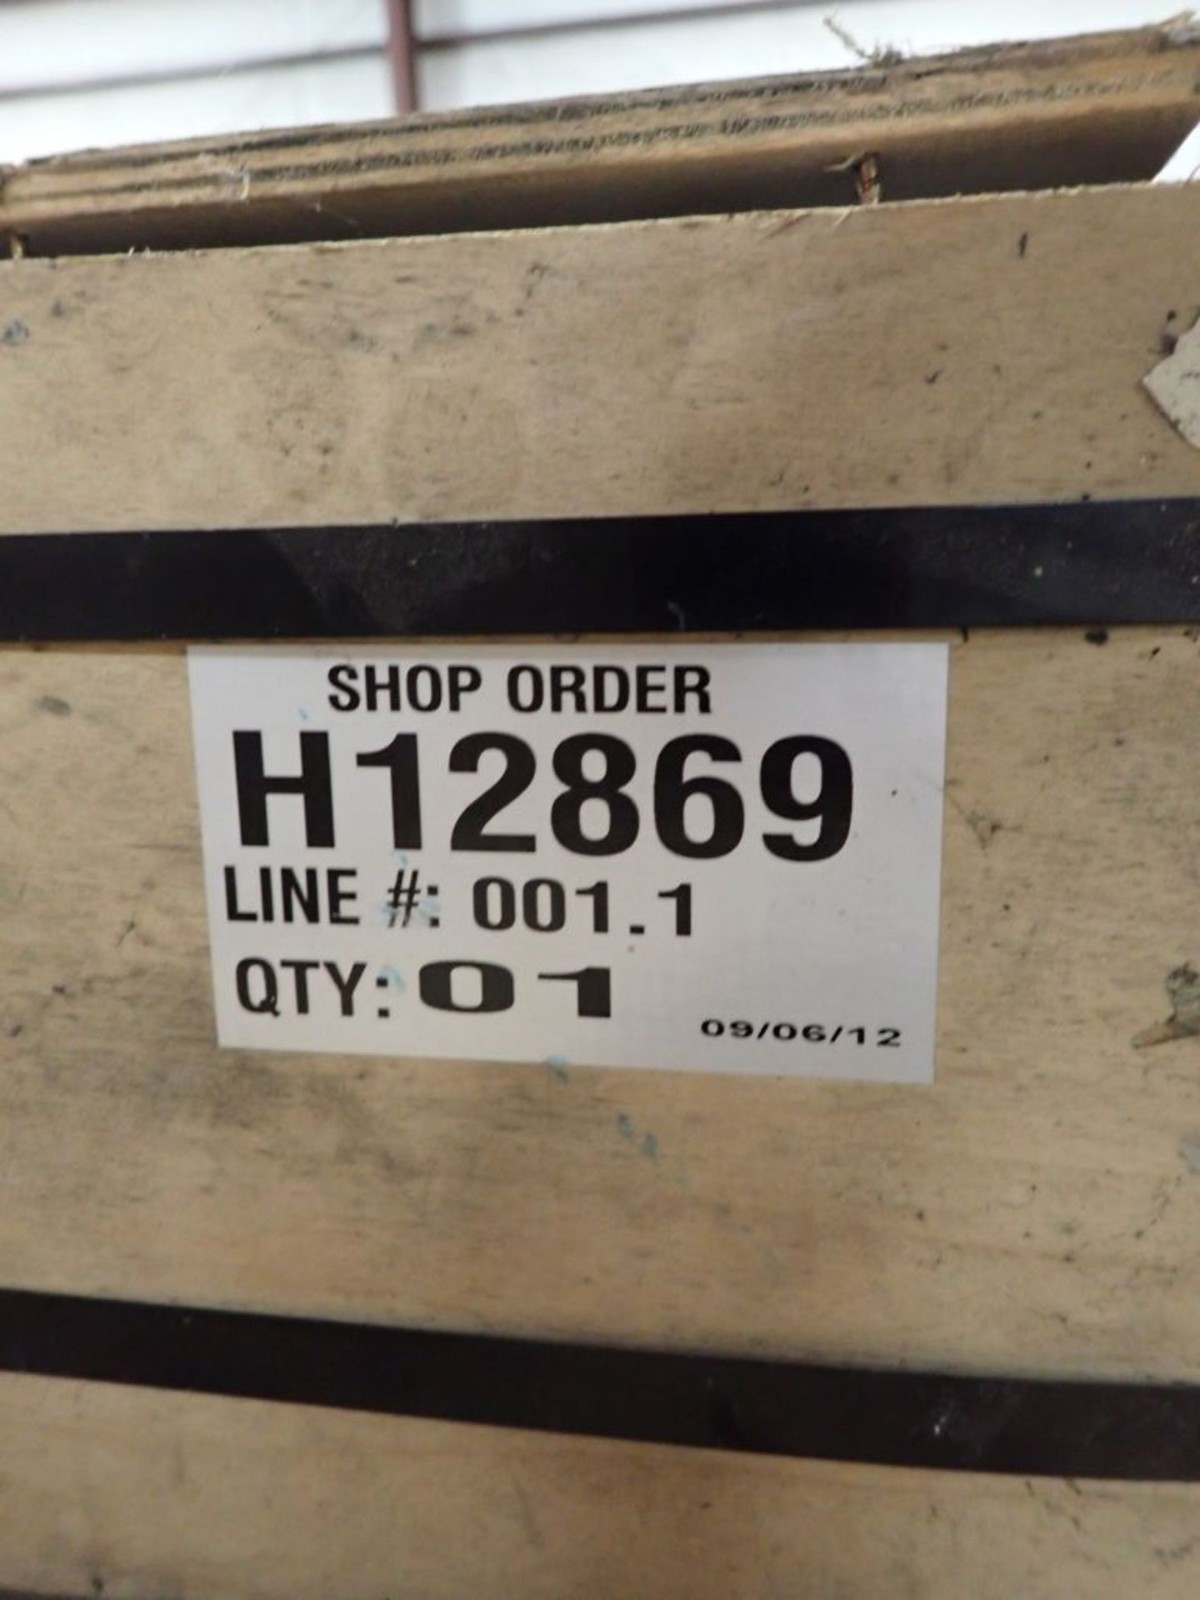 SHOP ORDER
H12869
LINE #: 001.1
QTY: 01
09/06/12